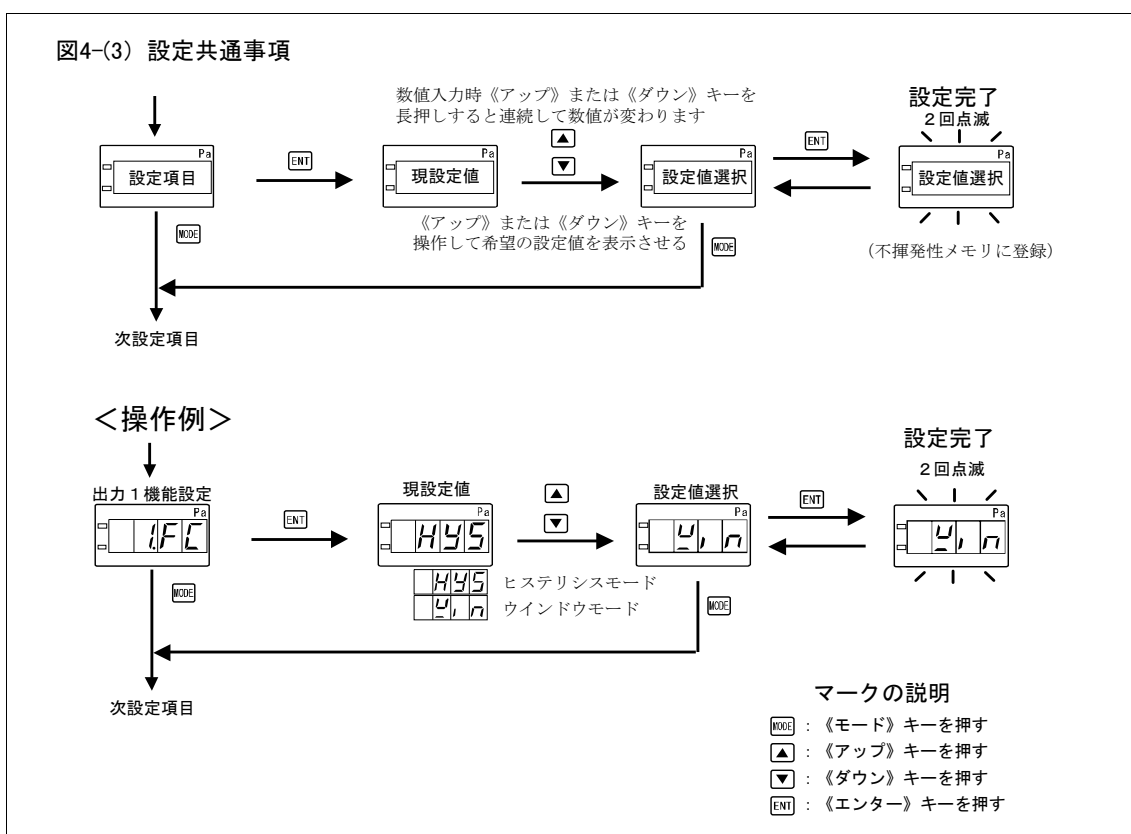 図4-(3) 設定共通事項
数値入力時《アップ》または《ダウン》キーを
長押しすると連続して数値が変わります
設定完了
2回点滅
Pa
設定項目
ENT
Pa
現設定値
▲
▼
Pa
設定値選択
ENT
Pa
設定値選択
MODE
《アップ》または《ダウン》キーを
操作して希望の設定値を表示させる
MODE
(不揮発性メモリに登録)
次設定項目
<操作例>
設定完了
2回点滅
出力1機能設定
Pa
1.FC
ENT
現設定値
Pa
HYS
▲
▼
設定値選択
Pa
Win
ENT
Pa
Win
MODE
HYS ヒステリシスモード
Win ウインドウモード
MODE
次設定項目
マークの説明
MODE : 《モード》キーを押す
▲ : 《アップ》キーを押す
▼ : 《ダウン》キーを押す
ENT : 《エンター》キーを押す